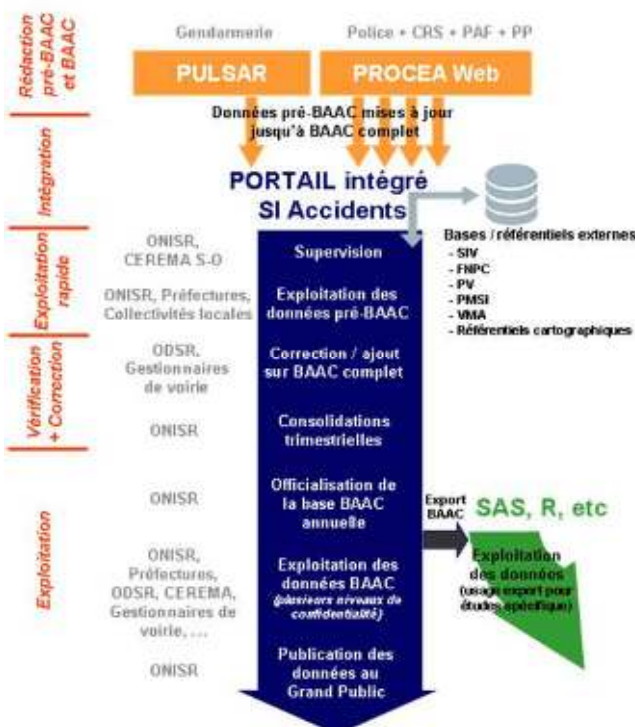 Rédaction
pré-BAAC
et BAAC
Gendarmerie
Police + CRS + PAF + PP
PULSAR
PROCEA Web
Données pré-BAAC mises à jour
jusqu'à BAAC complet
Intégration
PORTAIL intégré
SI Accidents
Bases / référentiels externes
- SIV
- FNPC
- PV
- PMSI
- VMA
- Référentiels cartographiques
Exploitation
rapide
ONISR,
CEREMA S-O
Supervision
ONISR, Préfectures,
Collectivités locales
Exploitation des
données pré-BAAC
Vérification
+ Correction
ODSR,
Gestionnaires
de voirie
Correction / ajout
sur BAAC complet
ONISR
Consolidations
trimestrielles
Exploitation
ONISR
Officialisation de
la base BAAC
annuelle
Export
BAAC
SAS, R, etc
Exploitation
des données
(usage expert pour
études spécifique)
ONISR,
Préfectures,
ODSR, CEREMA,
Gestionnaires de
voirie, ...
Exploitation des
données BAAC
(plusieurs niveaux de
confidentialité)
ONISR
Publication des
données au
Grand Public